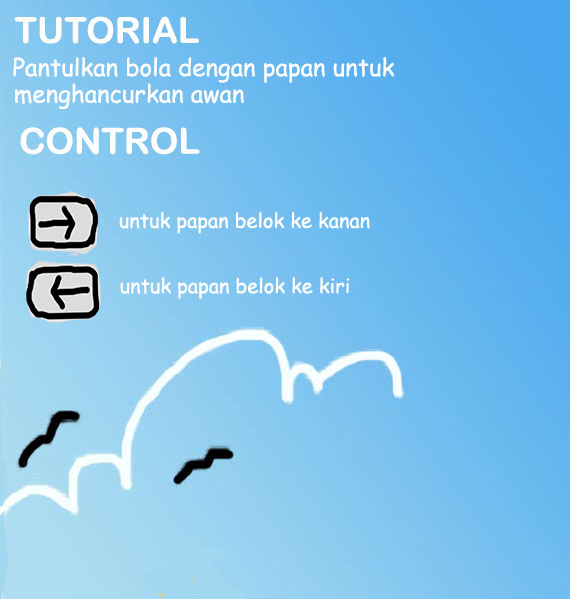 TUTORIAL
Pantulkan bola dengan papan untuk
menghancurkan awan
CONTROL
untuk papan belok ke kanan
untuk papan belok ke kiri